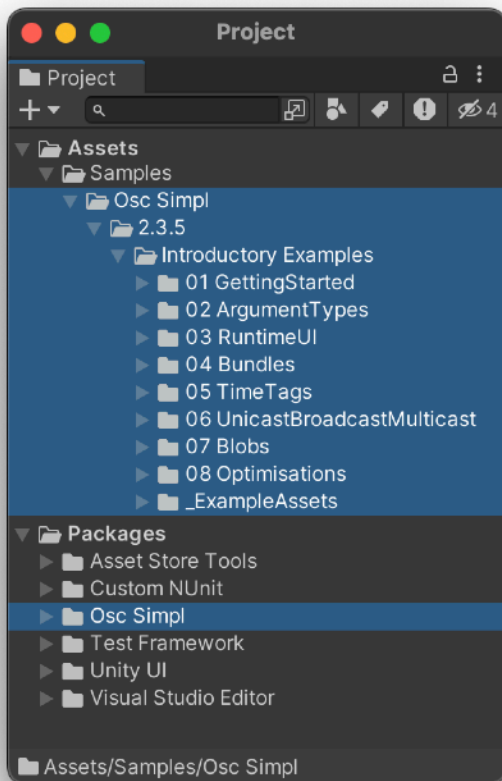 Project
Project
4
Assets
Samples
Osc Simpl
2.3.5
Introductory Examples
01 GettingStarted
02 ArgumentTypes
03 RuntimeUI
04 Bundles
05 TimeTags
06 UnicastBroadcastMulticast
07 Blobs
08 Optimisations
_ExampleAssets
Packages
Asset Store Tools
Custom NUnit
Osc Simpl
Test Framework
Unity UI
Visual Studio Editor
Assets/Samples/Osc Simpl